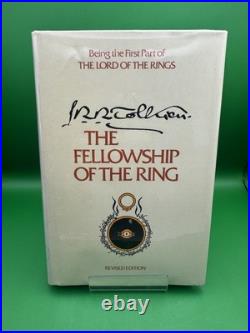 Being the First Part of
THE LORD OF THE RINGS
J.R.R. Tolkien
THE
FELLOWSHIP
OF THE RING
REVISED EDITION